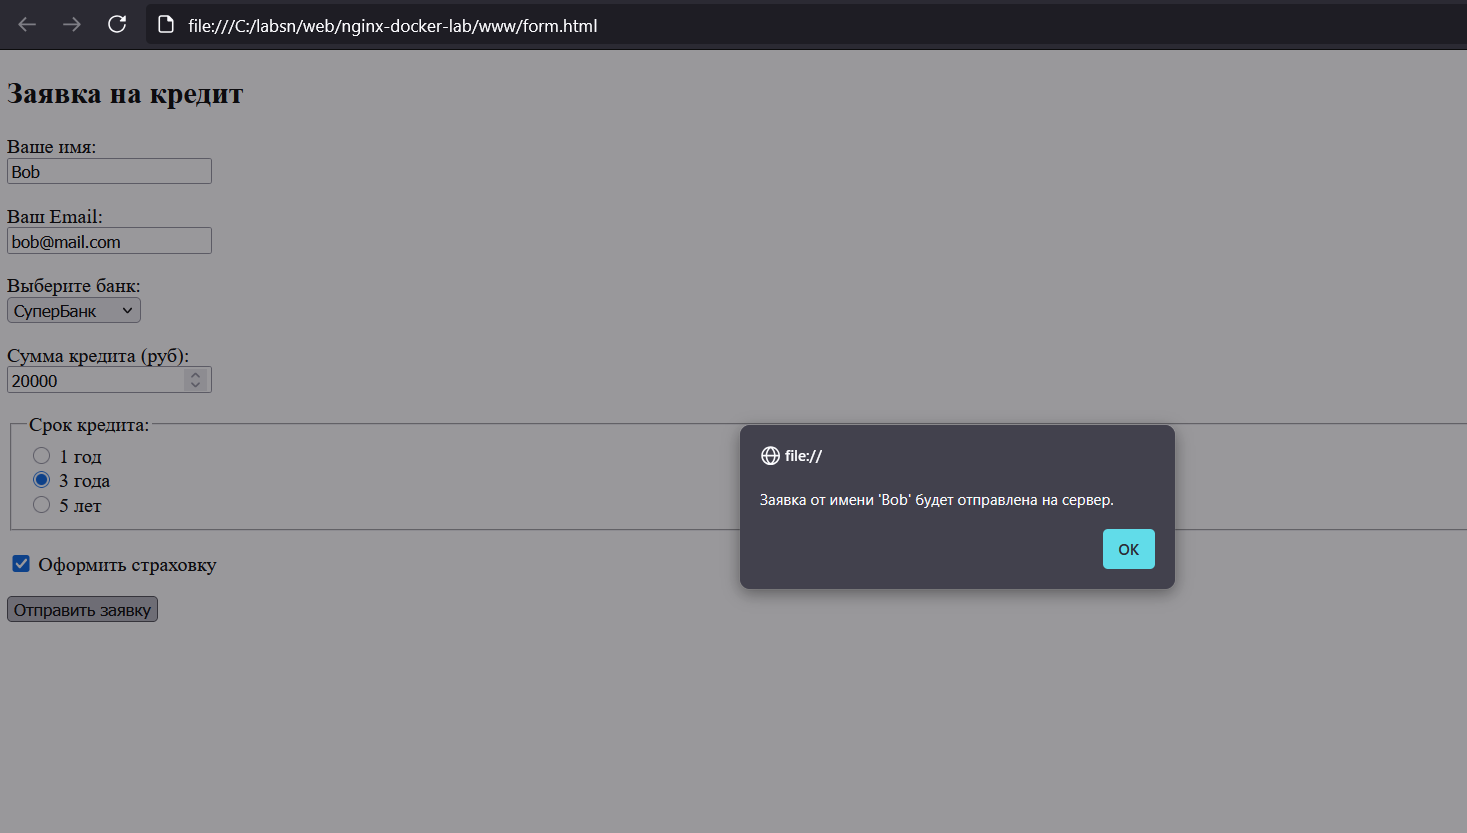 file:///C:/labsn/web/nginx-docker-lab/www/form.html
Заявка на кредит
Ваше имя:
Bob
Ваш Email:
bob@mail.com
Выберите банк:
СуперБанк
Сумма кредита (руб):
20000
Срок кредита:
1 год
3 года
5 лет
Оформить страховку
Отправить заявку
file://
Заявка от имени 'Bob' будет отправлена на сервер.
OK